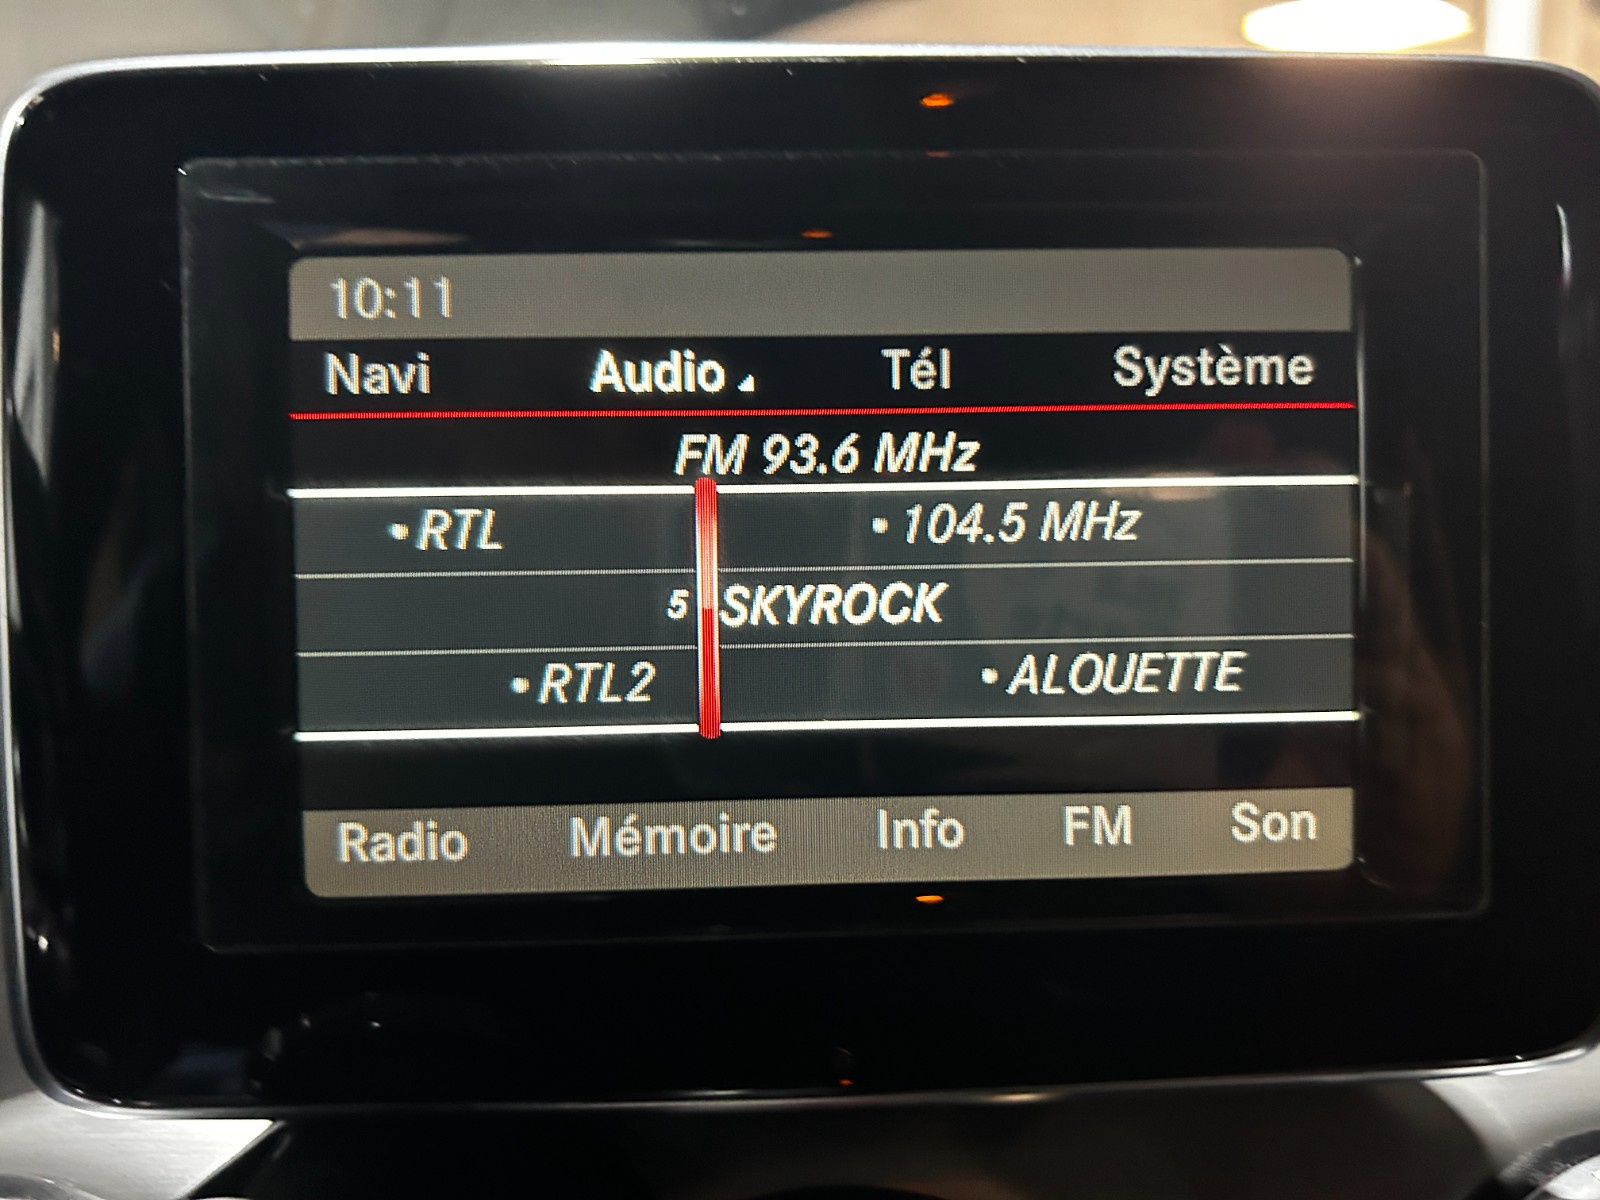 10:11
Navi Audio Tél Système
FM 93.6 MHz
•RTL •104.5 MHz
5 SKYROCK
•RTL2 •ALOUETTE
Radio Mémoire Info FM Son